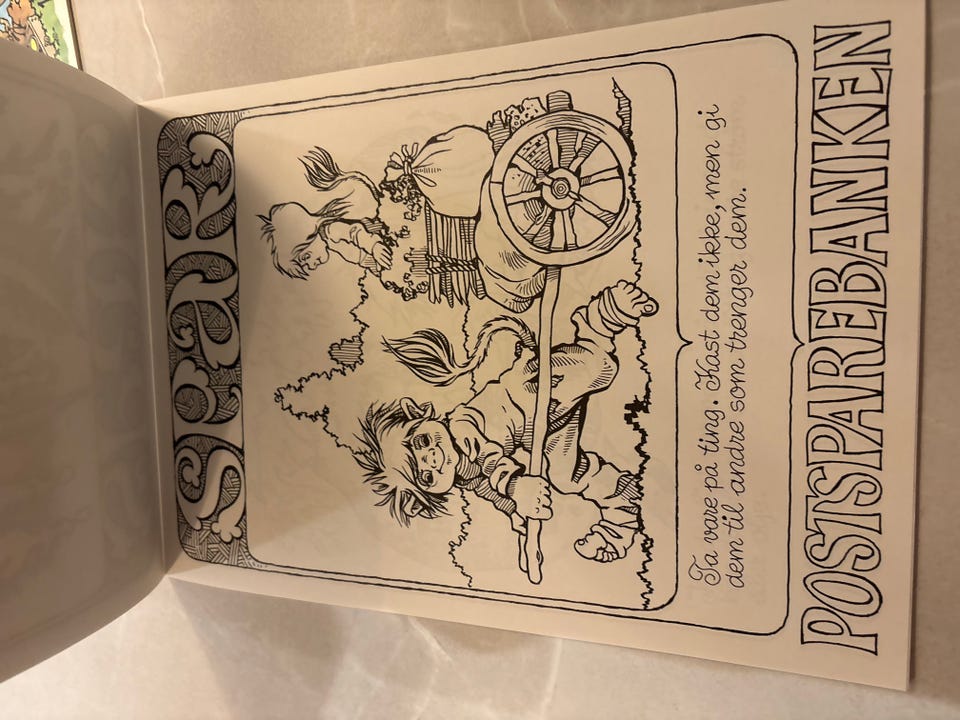 Spar
Ta vare på ting. Kast dem ikke, men gi
dem til andre som trenger dem.
POSTSPAREBANKEN